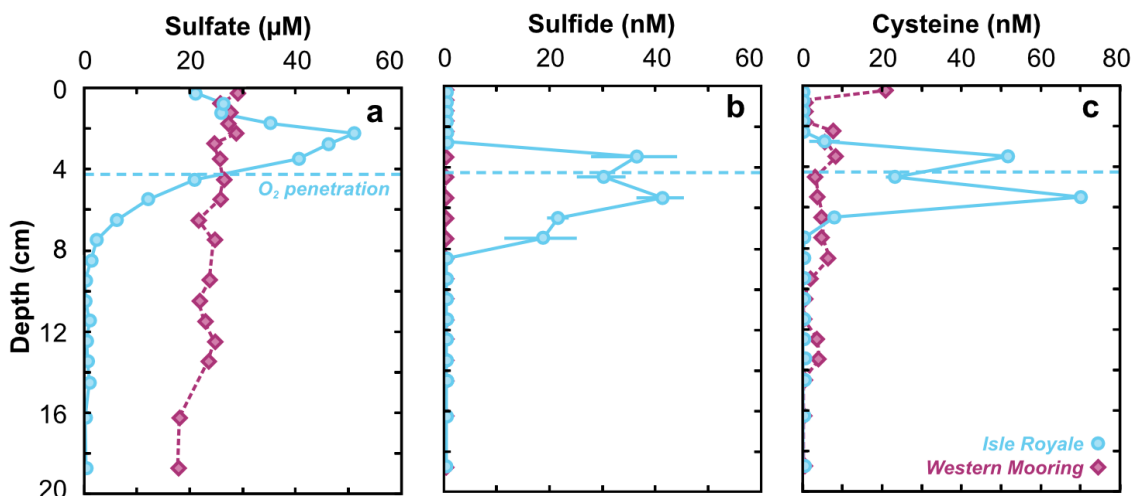 Sulfate (µM)
Sulfide (nM)
Cysteine (nM)
0 20 40 60
0 20 40 60
0 20 40 60 80
0
4
8
12
16
20
Depth (cm)
a
b
c
O₂ penetration
Isle Royale
Western Mooring